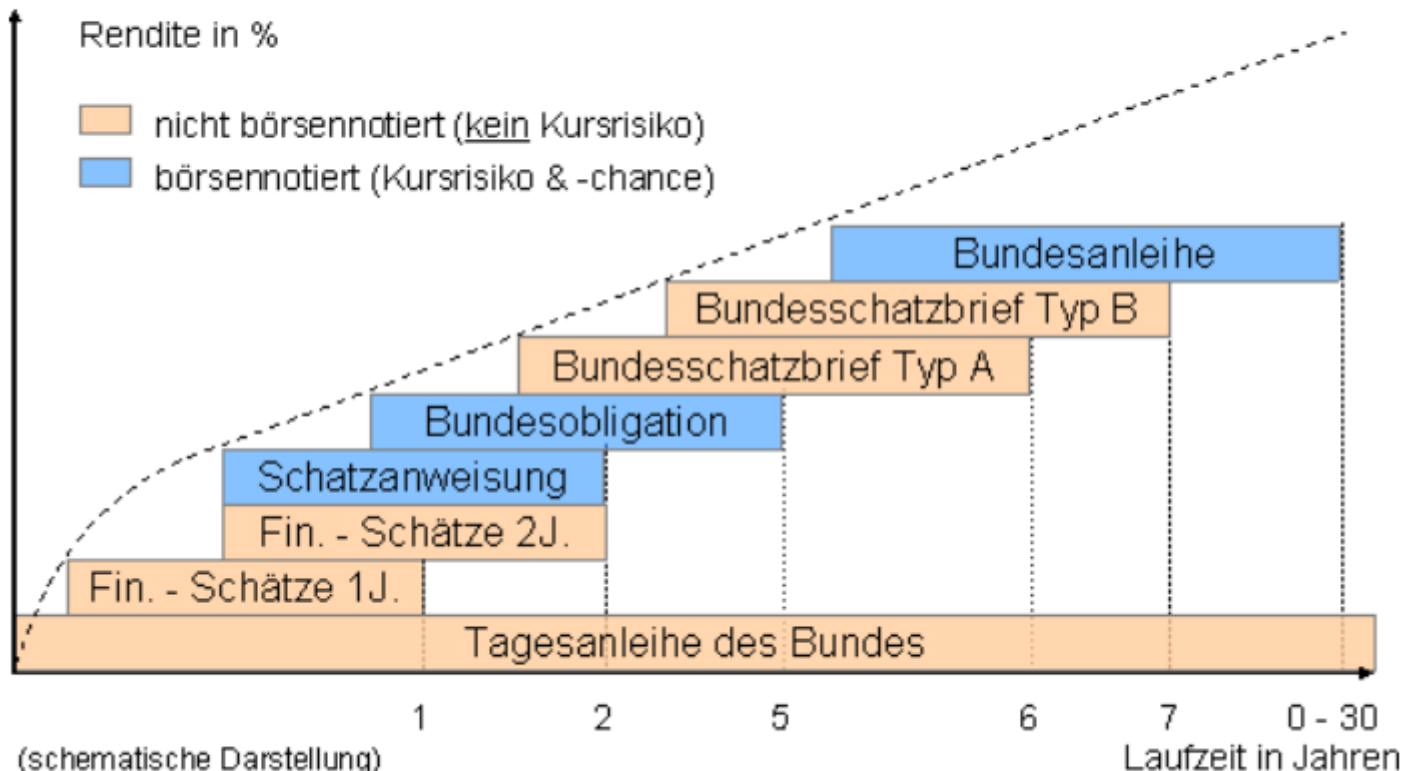 Rendite in %
nicht börsennotiert (kein Kursrisiko)
börsennotiert (Kursrisiko & -chance)
Bundesanleihe
Bundesschatzbrief Typ B
Bundesschatzbrief Typ A
Bundesobligation
Schatzanweisung
Fin. - Schätze 2J.
Fin. - Schätze 1J.
Tagesanleihe des Bundes
1 2 5 6 7 0 - 30
(schematische Darstellung) Laufzeit in Jahren